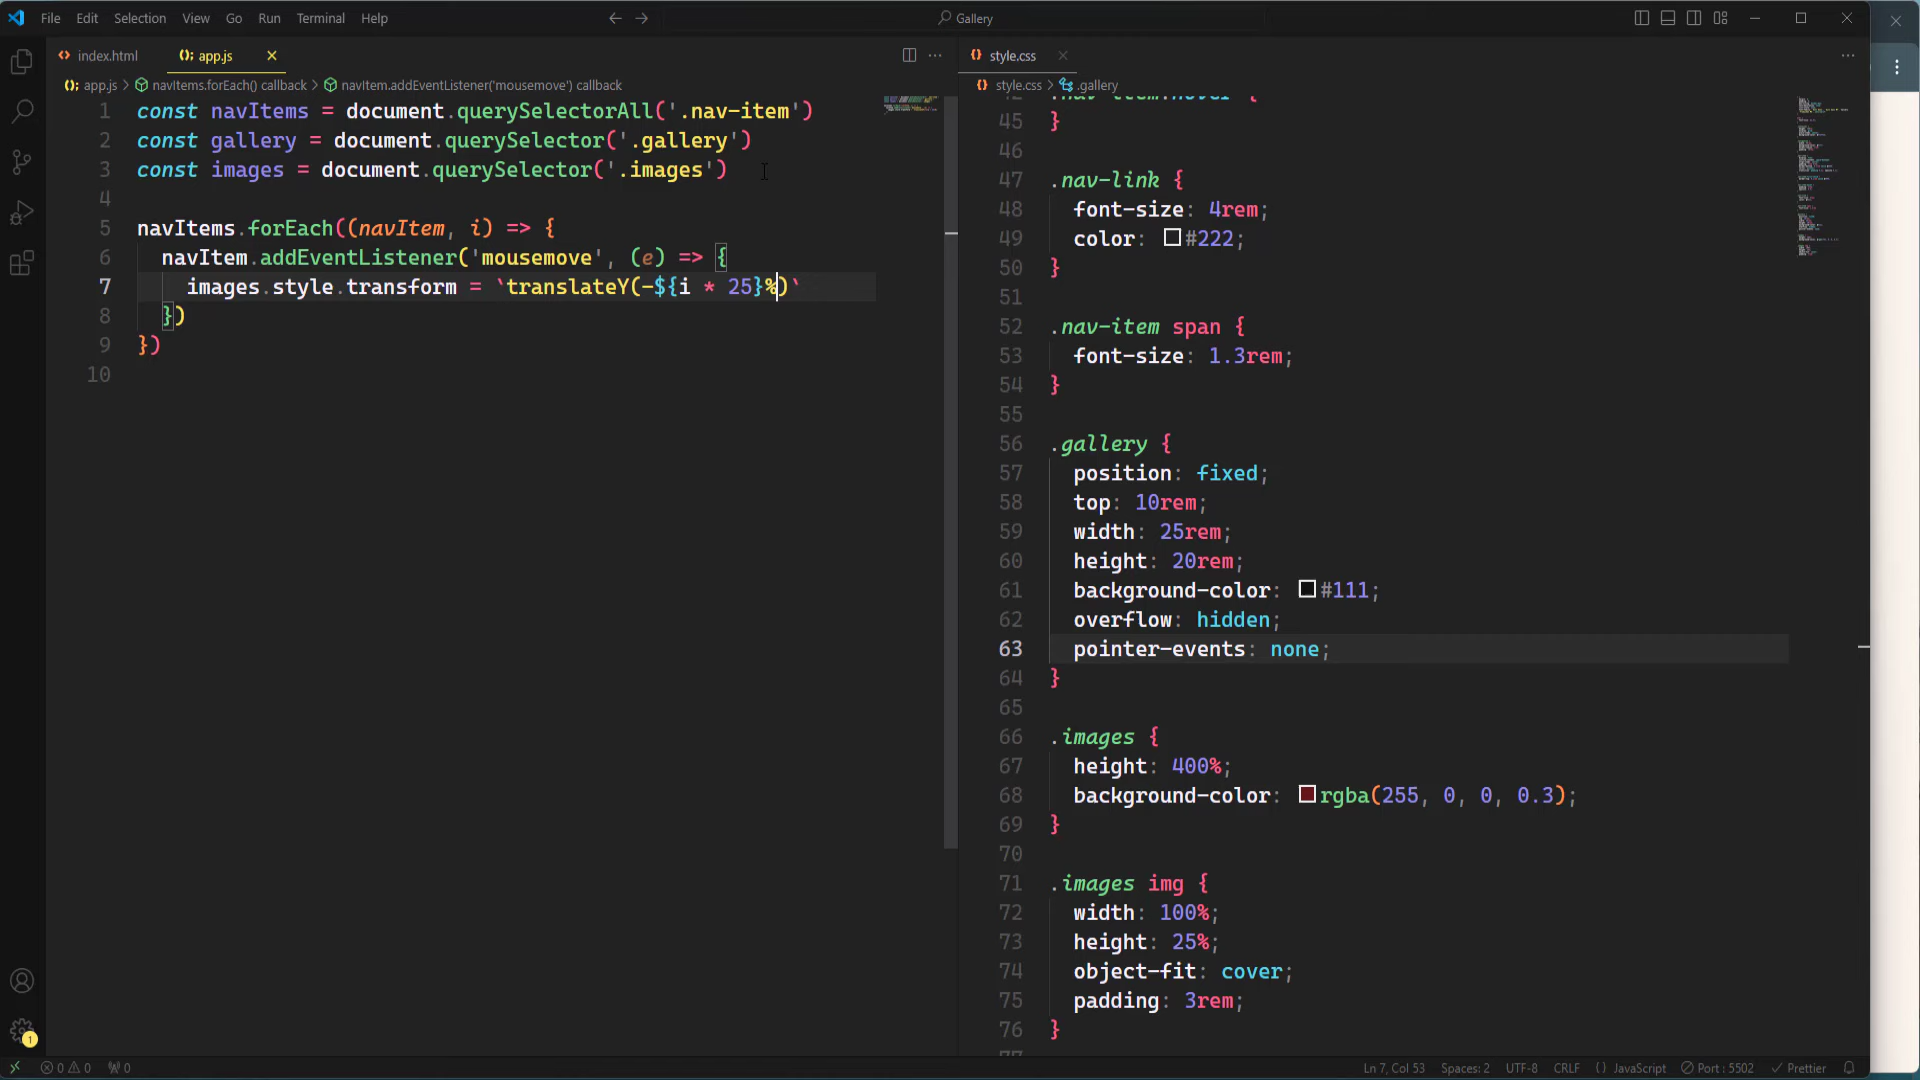 File Edit Selection View Go Run Terminal Help
Gallery
index.html
app.js
app.js > navItems.forEach() callback > navItem.addEventListener('mousemove') callback
1 const navItems = document.querySelectorAll('.nav-item')
2 const gallery = document.querySelector('.gallery')
3 const images = document.querySelector('.images')
4
5 navItems.forEach((navItem, i) => {
6 navItem.addEventListener('mousemove', (e) => {
7 images.style.transform = `translateY(-${i * 25}%)`
8 })
9 })
10
style.css
style.css > .gallery
45 }
46
47 .nav-link {
48 font-size: 4rem;
49 color: #222;
50 }
51
52 .nav-item span {
53 font-size: 1.3rem;
54 }
55
56 .gallery {
57 position: fixed;
58 top: 10rem;
59 width: 25rem;
60 height: 20rem;
61 background-color: #111;
62 overflow: hidden;
63 pointer-events: none;
64 }
65
66 .images {
67 height: 400%;
68 background-color: rgba(255, 0, 0, 0.3);
69 }
70
71 .images img {
72 width: 100%;
73 height: 25%;
74 object-fit: cover;
75 padding: 3rem;
76 }
1
0 0 0
Ln 7, Col 53 Spaces: 2 UTF-8 CRLF {} JavaScript Port : 5502 Prettier